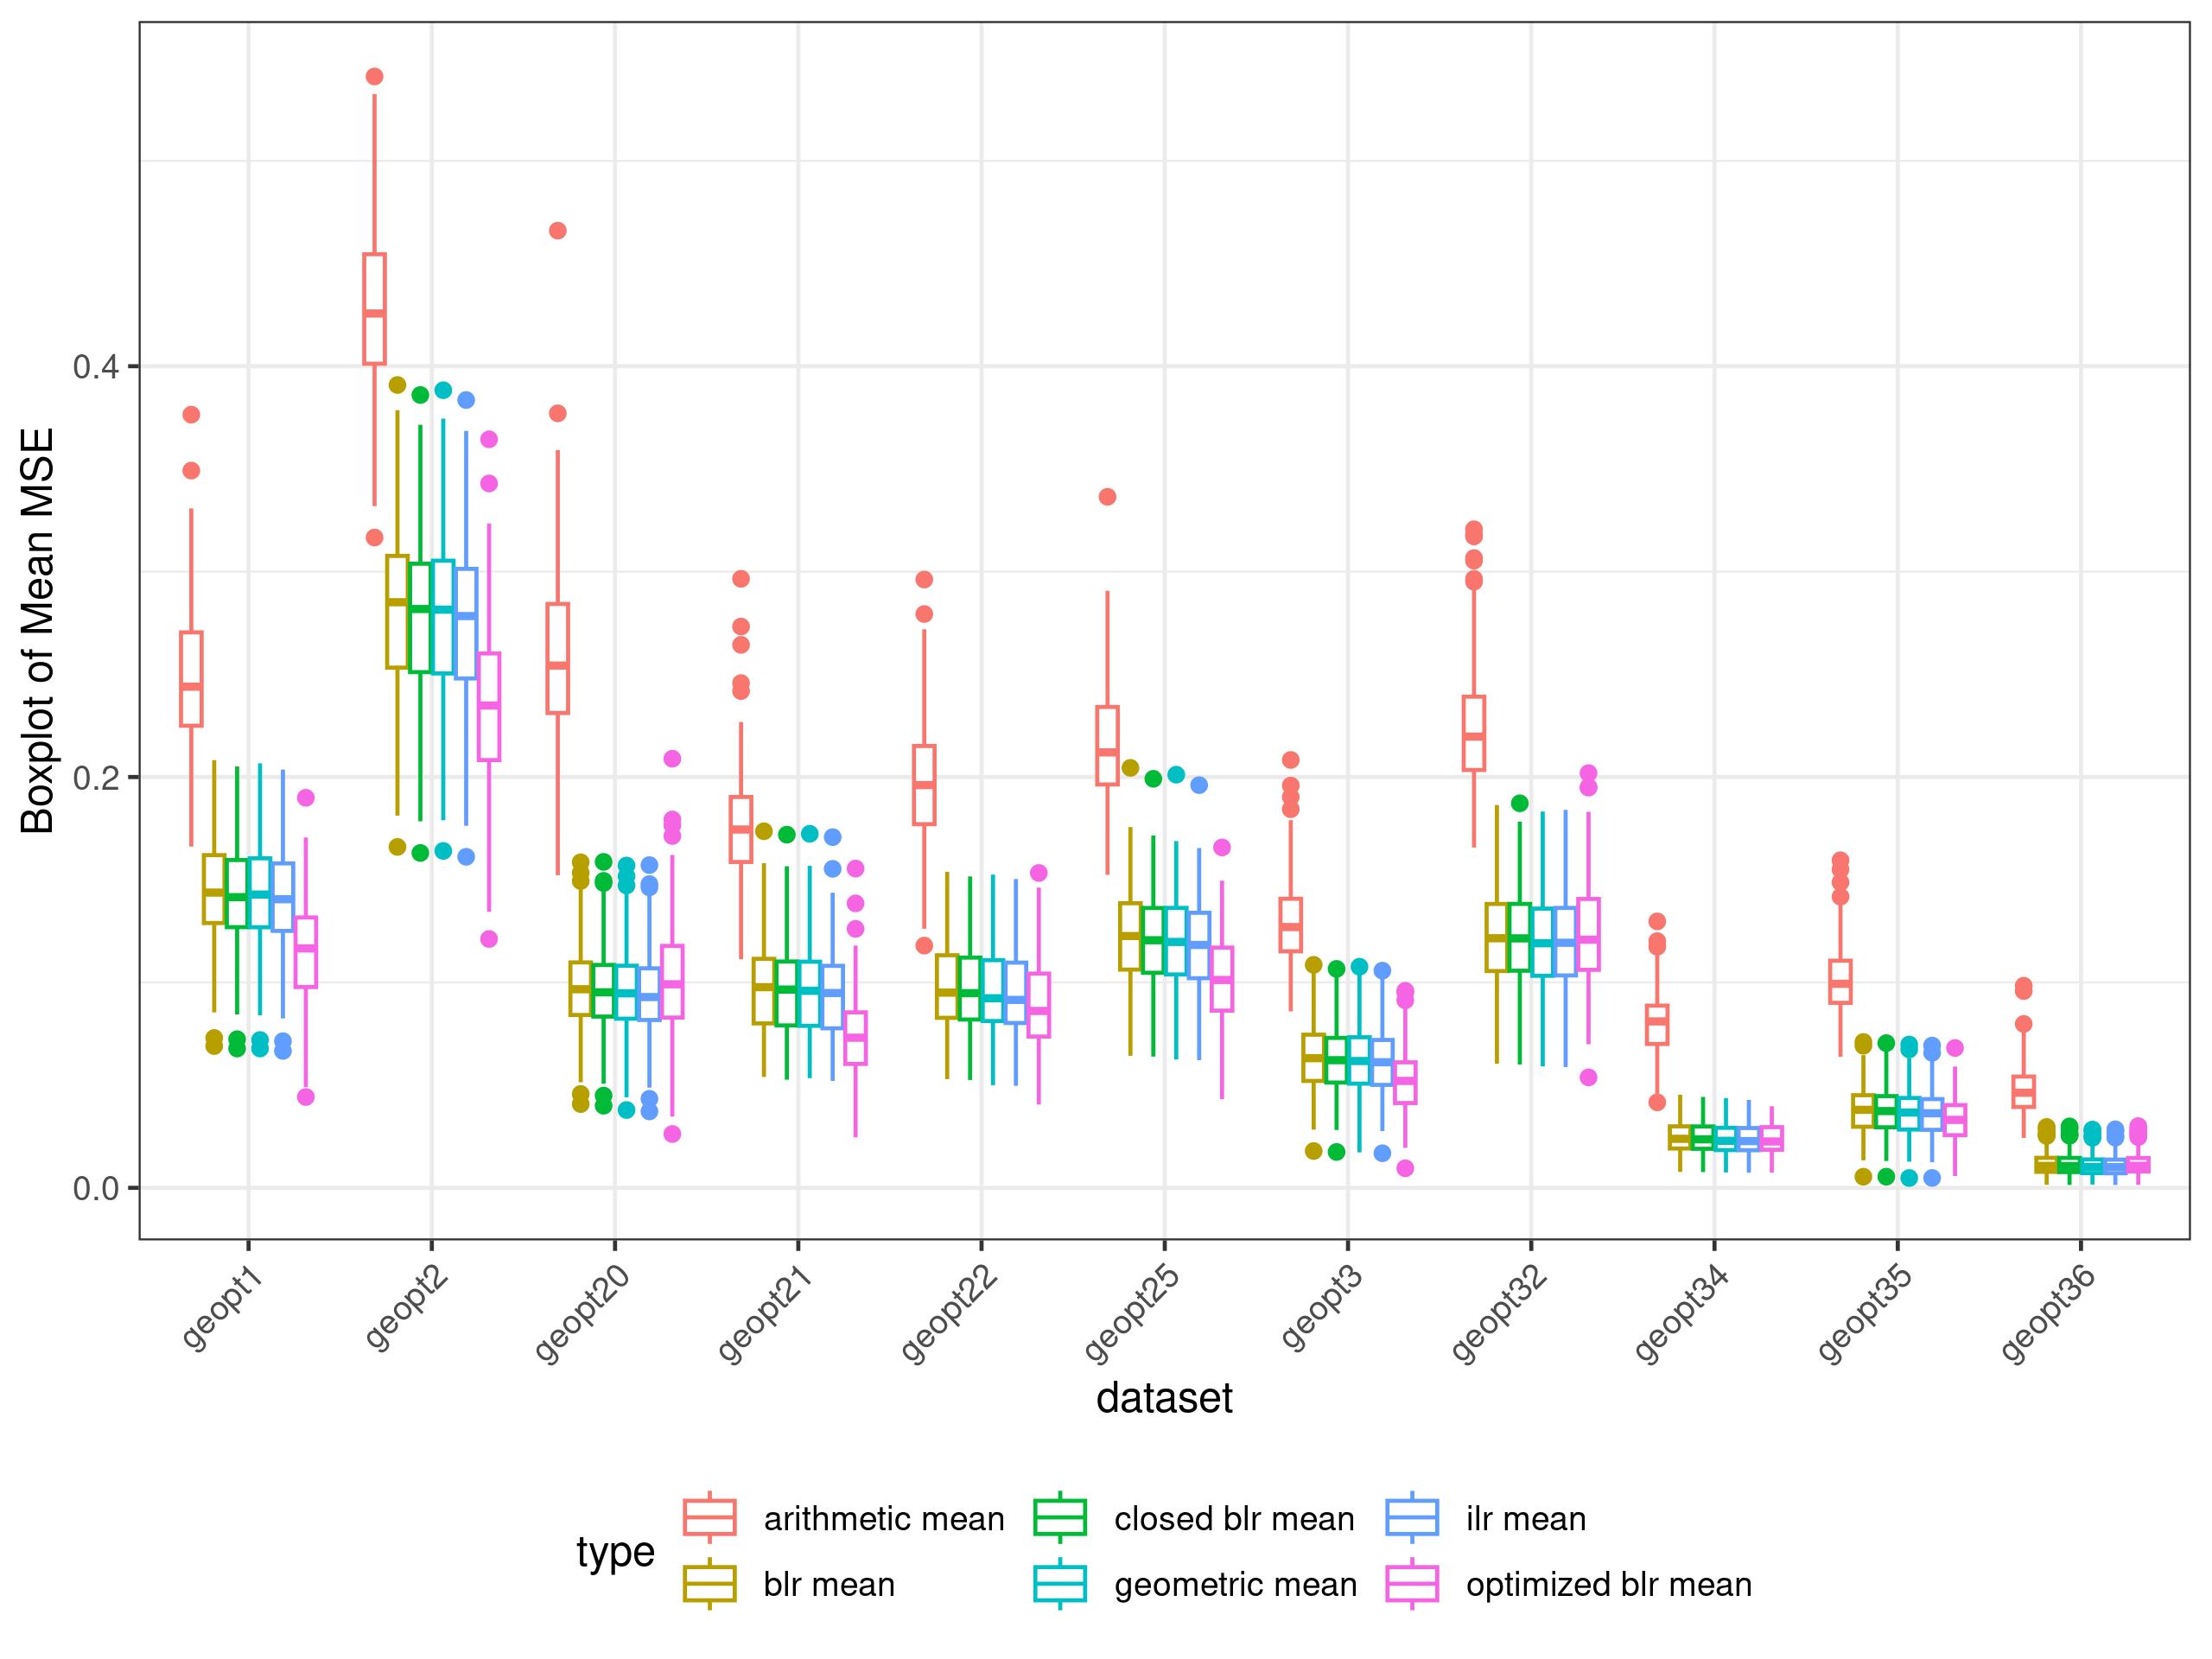 Boxplot of Mean MSE
0.4
0.2
0.0
geopt1
geopt2
geopt20
geopt21
geopt22
geopt25
geopt3
geopt32
geopt34
geopt35
geopt36
dataset
type
arithmetic mean
closed blr mean
ilr mean
blr mean
geometric mean
optimized blr mean